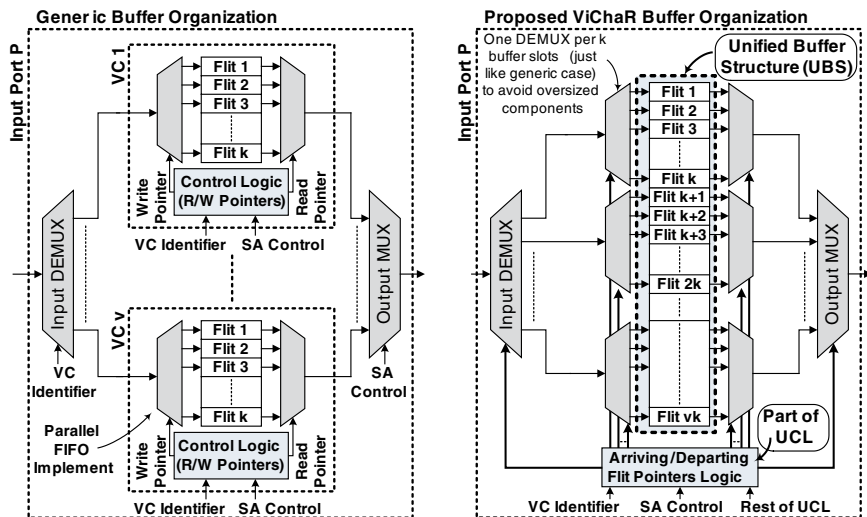 Generic Buffer Organization
Input Port P
VC 1
Flit 1
Flit 2
Flit 3
Flit k
Control Logic
(R/W Pointers)
Write
Pointer
Read
Pointer
VC Identifier
SA Control
Input DEMUX
Output MUX
VC
Identifier
SA
Control
VC v
Flit 1
Flit 2
Flit 3
Flit k
Control Logic
(R/W Pointers)
Write
Pointer
Read
Pointer
VC Identifier
SA Control
Parallel
FIFO
Implement
Proposed ViChaR Buffer Organization
Input Port P
One DEMUX per k
buffer slots (just
like generic case)
to avoid oversized
components
Unified Buffer
Structure (UBS)
Flit 1
Flit 2
Flit 3
Flit k
Flit k+1
Flit k+2
Flit k+3
Flit 2k
Flit vk
Input DEMUX
Output MUX
Part of
UCL
Arriving/Departing
Flit Pointers Logic
VC Identifier
SA Control
Rest of UCL